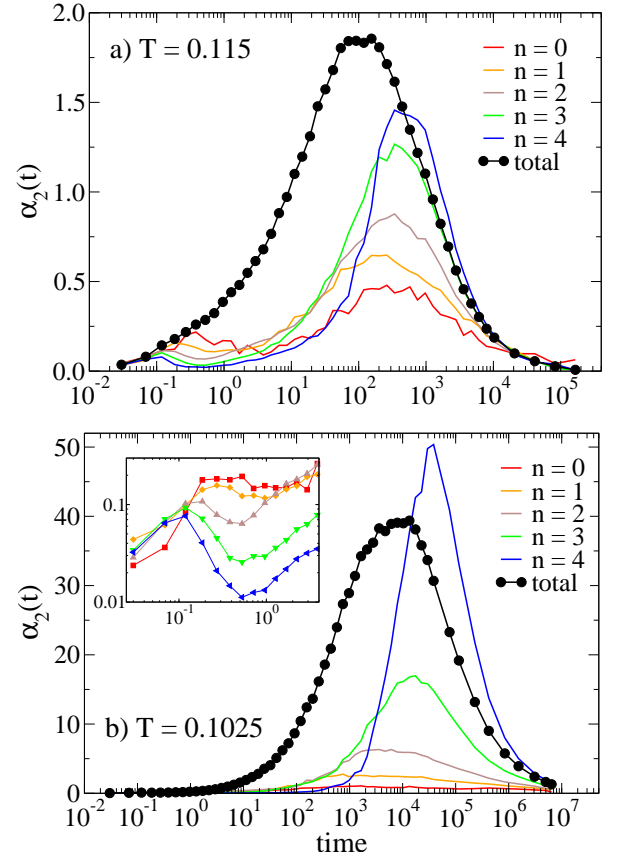 2.0
a) T = 0.115
n = 0
n = 1
n = 2
n = 3
n = 4
total
1.5
1.0
0.5
0.0
α₂(t)
10⁻² 10⁻¹ 10⁰ 10¹ 10² 10³ 10⁴ 10⁵
time
50
40
30
20
10
0
α₂(t)
0.1
0.01
10⁻¹ 10⁰
n = 0
n = 1
n = 2
n = 3
n = 4
total
b) T = 0.1025
10⁻² 10⁻¹ 10⁰ 10¹ 10² 10³ 10⁴ 10⁵ 10⁶ 10⁷
time